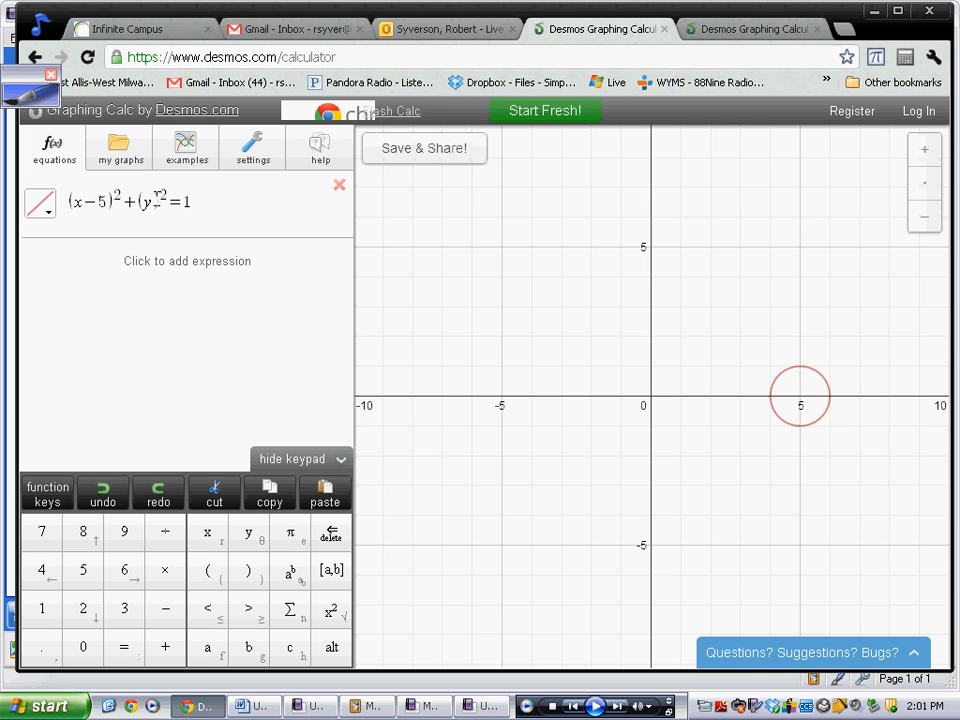 Infinite Campus
Gmail - Inbox - rsyver@
Syverson, Robert - Live
Desmos Graphing Calcul
Desmos Graphing Calcul
https://www.desmos.com/calculator
st Allis-West Milwa...
Gmail - Inbox (44) - rs...
Pandora Radio - Liste...
Dropbox - Files - Simp...
Live
WYMS - 88Nine Radio...
»
Other bookmarks
Graphing Calc by Desmos.com
Flash Calc
Start Fresh!
Register
Log In
f(x)
equations
my graphs
examples
settings
help
Save & Share!
(x−5)²+(y)²=1
Click to add expression
5
-10
-5
0
5
10
-5
hide keypad
function keys
undo
redo
cut
copy
paste
7 8 9 ÷ x y π delete
4 5 6 × ( ) aᵇ [a,b]
1 2 3 − < > Σ x²
. 0 = + a b c alt
Questions? Suggestions? Bugs?
Page 1 of 1
start
D...
U...
U...
M...
M...
U...
2:01 PM